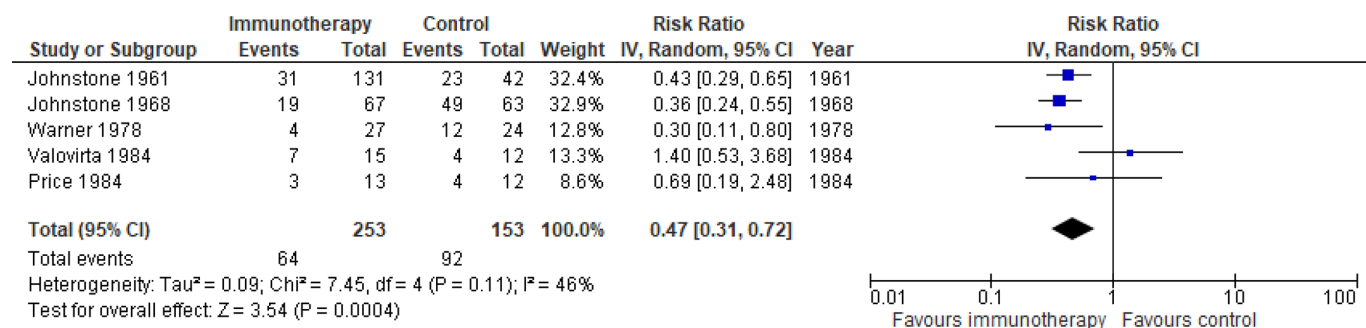 Immunotherapy Control Risk Ratio Risk Ratio
Study or Subgroup Events Total Events Total Weight IV, Random, 95% CI Year IV, Random, 95% CI
Johnstone 1961 31 131 23 42 32.4% 0.43 [0.29, 0.65] 1961
Johnstone 1968 19 67 49 63 32.9% 0.36 [0.24, 0.55] 1968
Warner 1978 4 27 12 24 12.8% 0.30 [0.11, 0.80] 1978
Valovirta 1984 7 15 4 12 13.3% 1.40 [0.53, 3.68] 1984
Price 1984 3 13 4 12 8.6% 0.69 [0.19, 2.48] 1984
Total (95% CI) 253 153 100.0% 0.47 [0.31, 0.72]
Total events 64 92
Heterogeneity: Tau² = 0.09; Chi² = 7.45, df = 4 (P = 0.11); I² = 46%
Test for overall effect: Z = 3.54 (P = 0.0004)
0.01 0.1 1 10 100
Favours immunotherapy Favours control